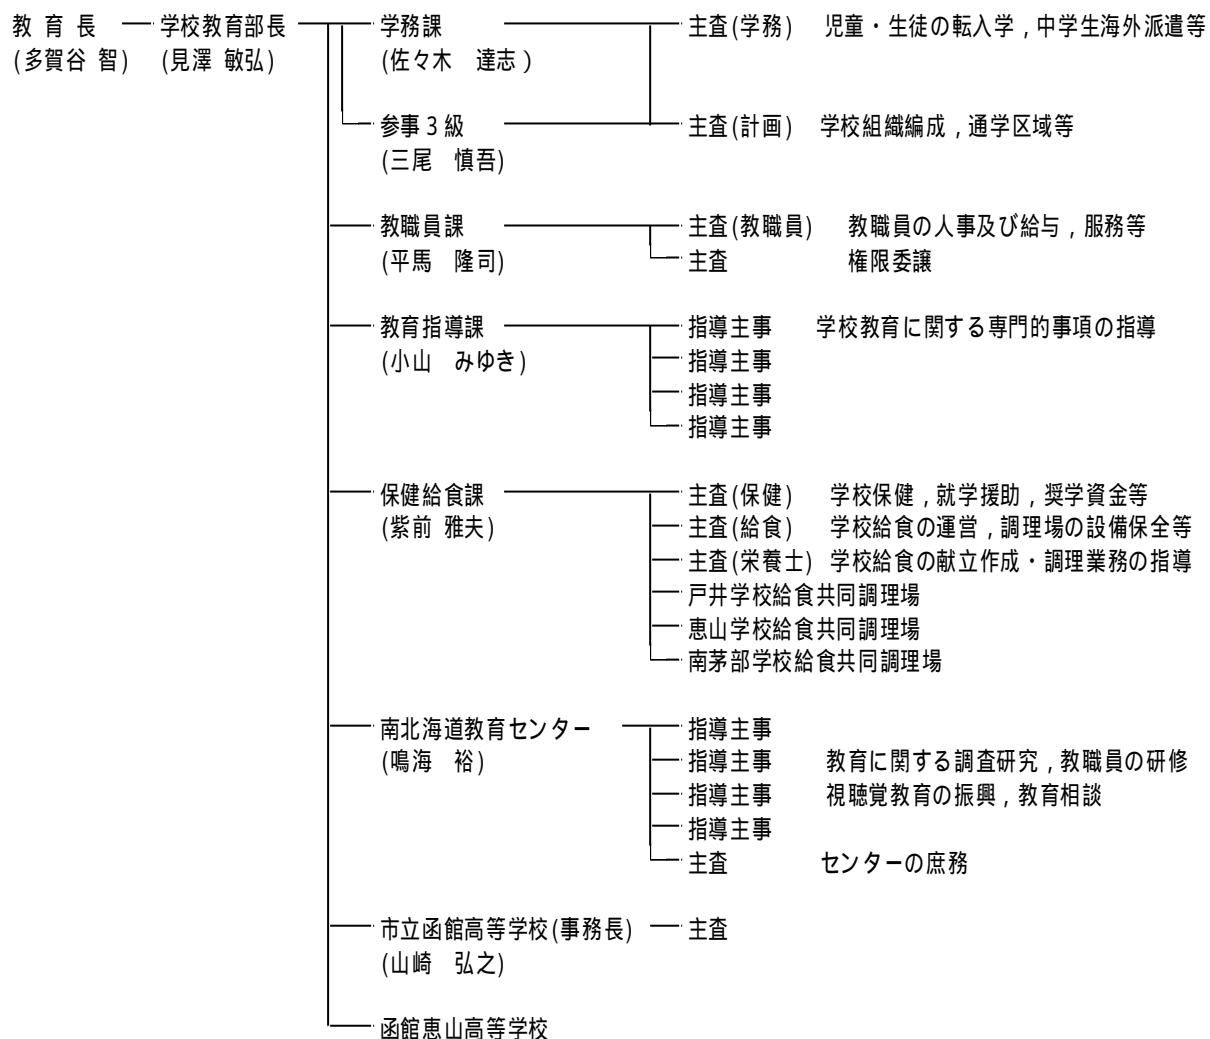 教 育 長 学校教育部長 学務課 主査(学務) 児童・生徒の転入学，中学生海外派遣等
(多賀谷 智) (見澤 敏弘) (佐々木 達志)
参事3級 主査(計画) 学校組織編成，通学区域等
(三尾 慎吾)
教職員課 主査(教職員) 教職員の人事及び給与，服務等
(平馬 隆司) 主査 権限委譲
教育指導課 指導主事 学校教育に関する専門的事項の指導
(小山 みゆき) 指導主事
指導主事
指導主事
保健給食課 主査(保健) 学校保健，就学援助，奨学資金等
(紫前 雅夫) 主査(給食) 学校給食の運営，調理場の設備保全等
主査(栄養士) 学校給食の献立作成・調理業務の指導
戸井学校給食共同調理場
恵山学校給食共同調理場
南茅部学校給食共同調理場
南北海道教育センター 指導主事
(鳴海 裕) 指導主事 教育に関する調査研究，教職員の研修
指導主事 視聴覚教育の振興，教育相談
指導主事
主査 センターの庶務
市立函館高等学校(事務長) 主査
(山崎 弘之)
函館恵山高等学校